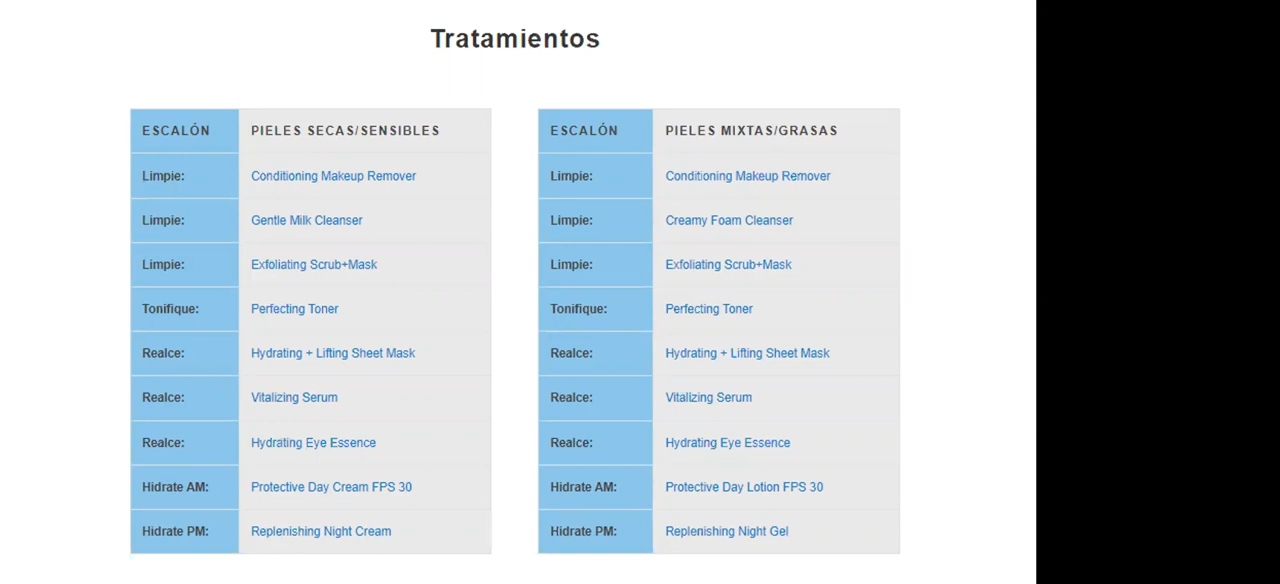 Tratamientos
ESCALÓN PIELES SECAS/SENSIBLES
Limpie: Conditioning Makeup Remover
Limpie: Gentle Milk Cleanser
Limpie: Exfoliating Scrub+Mask
Tonifique: Perfecting Toner
Realce: Hydrating + Lifting Sheet Mask
Realce: Vitalizing Serum
Realce: Hydrating Eye Essence
Hidrate AM: Protective Day Cream FPS 30
Hidrate PM: Replenishing Night Cream
ESCALÓN PIELES MIXTAS/GRASAS
Limpie: Conditioning Makeup Remover
Limpie: Creamy Foam Cleanser
Limpie: Exfoliating Scrub+Mask
Tonifique: Perfecting Toner
Realce: Hydrating + Lifting Sheet Mask
Realce: Vitalizing Serum
Realce: Hydrating Eye Essence
Hidrate AM: Protective Day Lotion FPS 30
Hidrate PM: Replenishing Night Gel